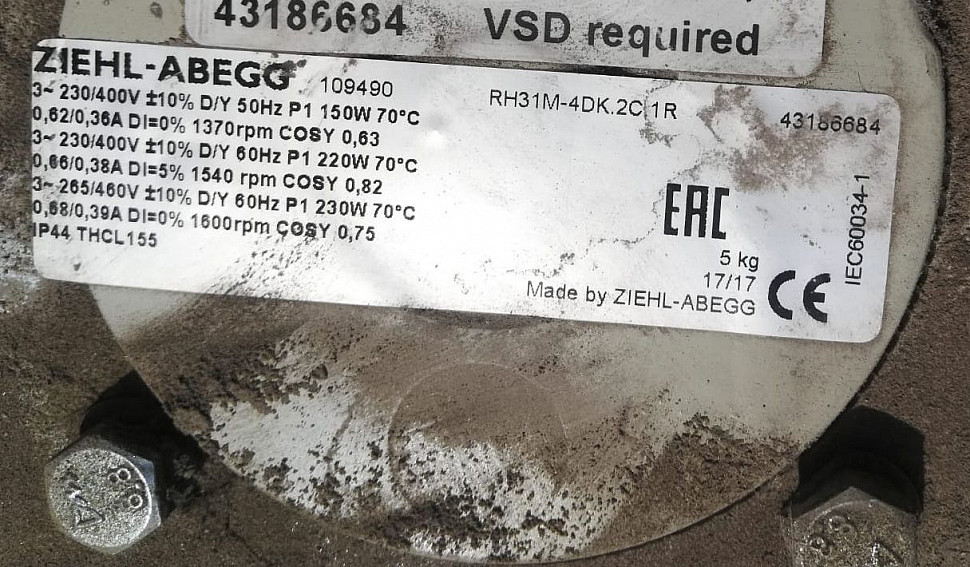 43186684 VSD required
ZIEHL-ABEGG 109490 RH31M-4DK.2C.1R 43186684
3~ 230/400V ±10% D/Y 50Hz P1 150W 70°C
0,62/0,36A DI=0% 1370rpm COSY 0,63
3~ 230/400V ±10% D/Y 60Hz P1 220W 70°C
0,66/0,38A DI=5% 1540 rpm COSY 0,82
3~ 265/460V ±10% D/Y 60Hz P1 230W 70°C
0,68/0,39A DI=0% 1600rpm COSY 0,75
IP44 THCL155
EAC
5 kg
17/17
Made by ZIEHL-ABEGG CE
IEC60034-1
8.8